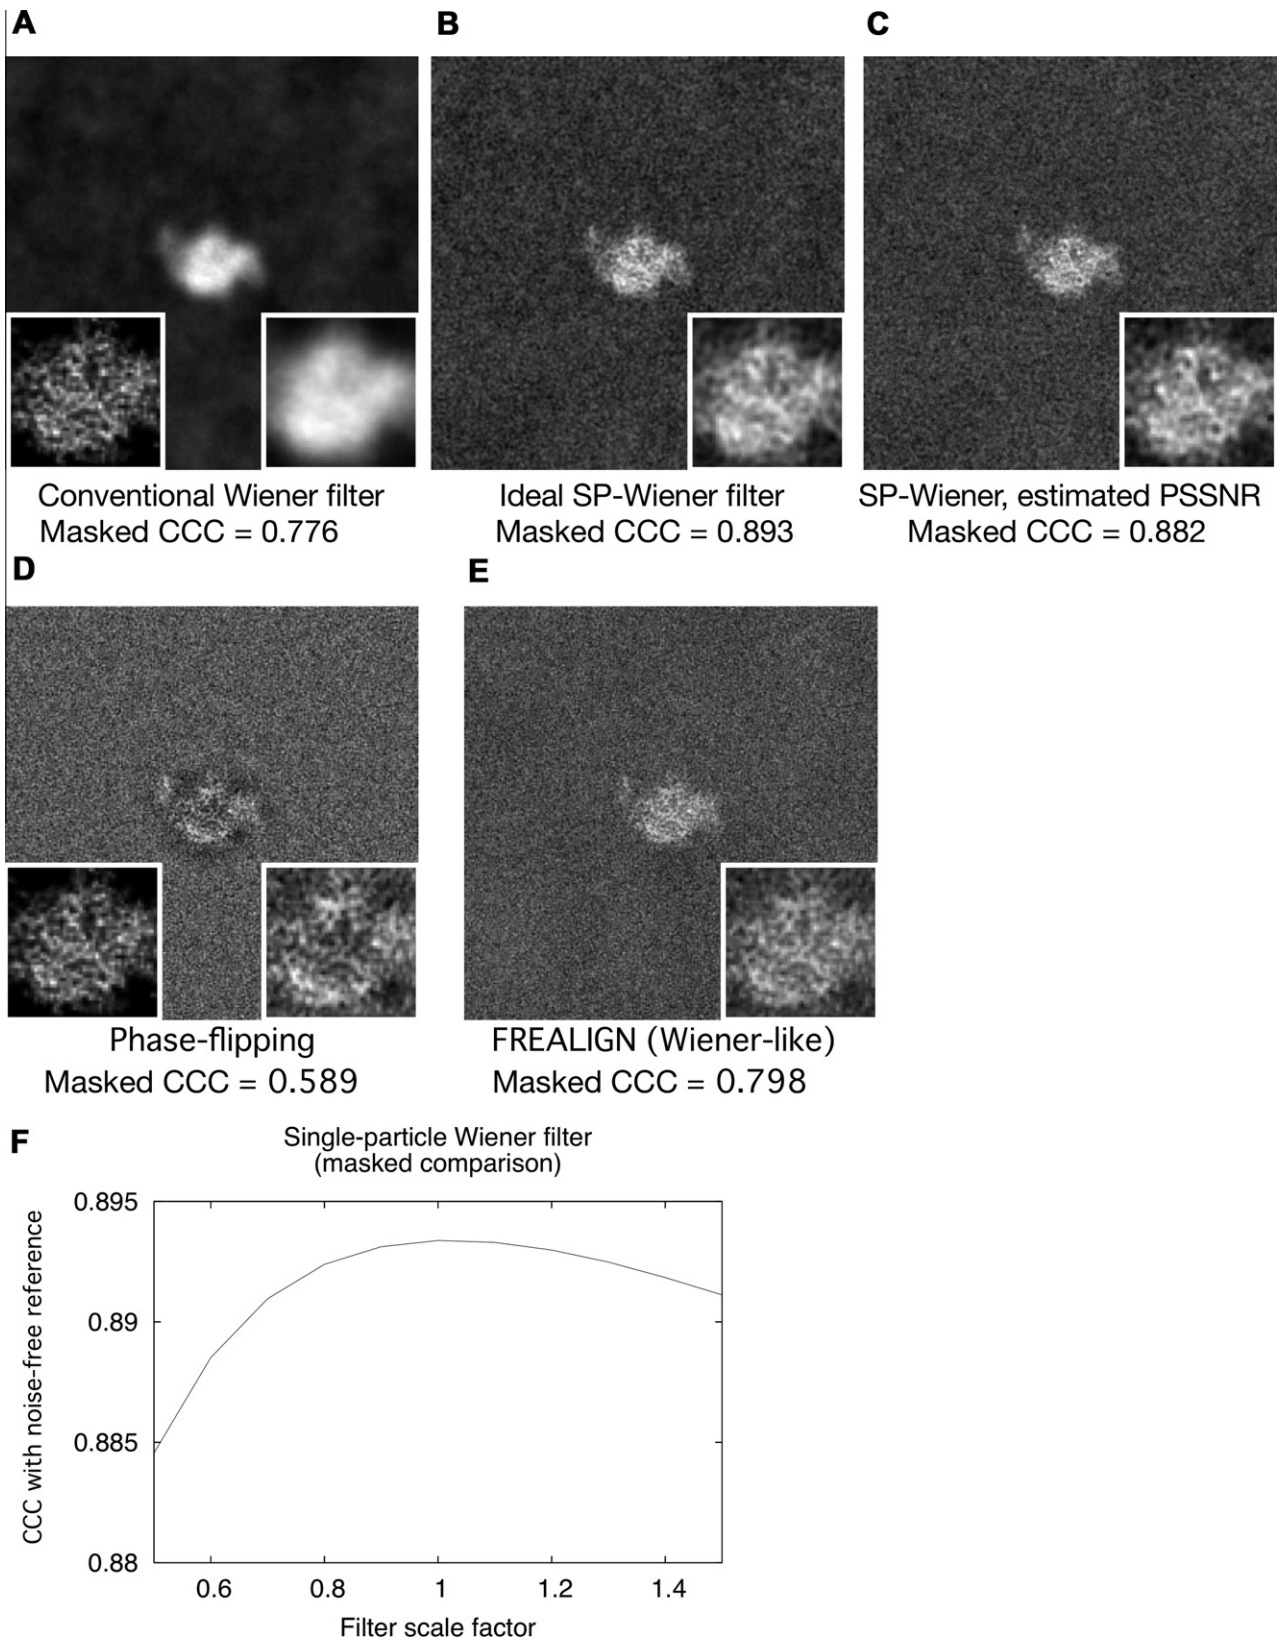 A
B
C
Conventional Wiener filter
Masked CCC = 0.776
Ideal SP-Wiener filter
Masked CCC = 0.893
SP-Wiener, estimated PSSNR
Masked CCC = 0.882
D
E
Phase-flipping
Masked CCC = 0.589
FREALIGN (Wiener-like)
Masked CCC = 0.798
F
Single-particle Wiener filter
(masked comparison)
CCC with noise-free reference
0.895
0.89
0.885
0.88
0.6 0.8 1 1.2 1.4
Filter scale factor